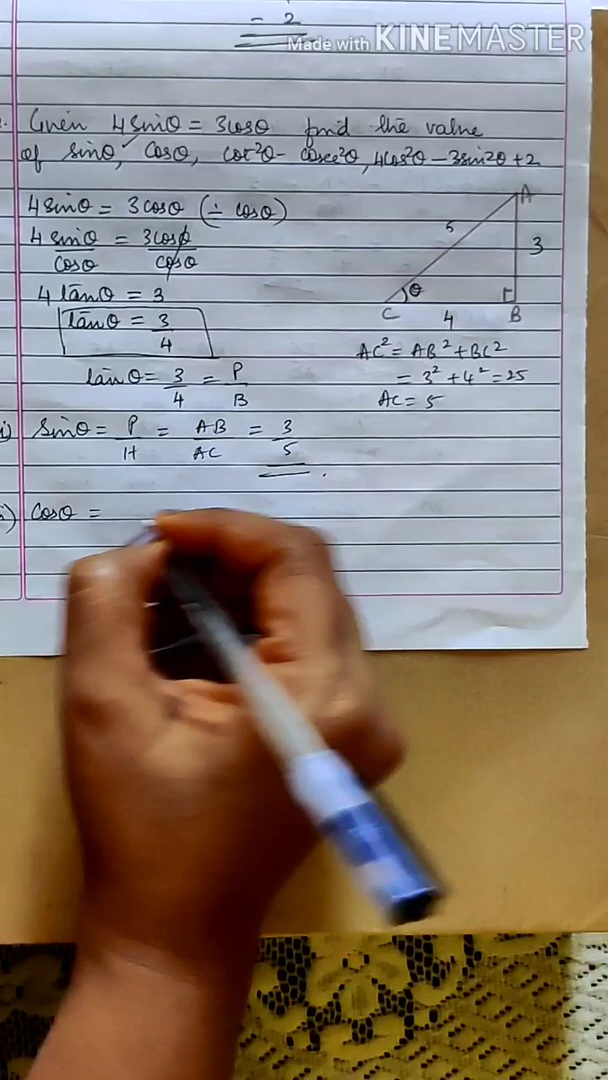 - 2
Made with KINEMASTER
Given 4sinθ = 3cosθ find the value
of sinθ, cosθ, cot²θ - cosec²θ, 4cos²θ - 3sin²θ + 2
4sinθ = 3cosθ (÷ cosθ)
4 sinθ = 3cosθ
cosθ cosθ
4 tanθ = 3
tanθ = 3
4
tanθ = 3 = P
4 B
A
5
3
θ
C 4 B
AC² = AB² + BC²
= 3² + 4² = 25
AC = 5
i) sinθ = P = AB = 3
H AC 5
) cosθ =